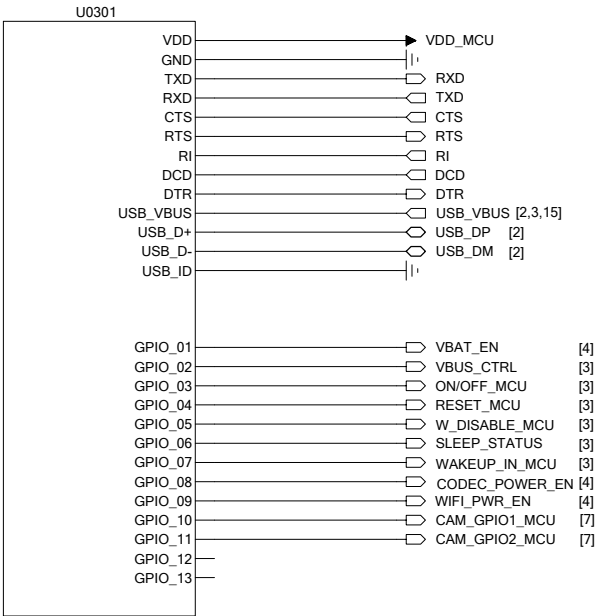 U0301
VDD VDD_MCU
GND
TXD RXD
RXD TXD
CTS CTS
RTS RTS
RI RI
DCD DCD
DTR DTR
USB_VBUS USB_VBUS [2,3,15]
USB_D+ USB_DP [2]
USB_D- USB_DM [2]
USB_ID
GPIO_01 VBAT_EN [4]
GPIO_02 VBUS_CTRL [3]
GPIO_03 ON/OFF_MCU [3]
GPIO_04 RESET_MCU [3]
GPIO_05 W_DISABLE_MCU [3]
GPIO_06 SLEEP_STATUS [3]
GPIO_07 WAKEUP_IN_MCU [3]
GPIO_08 CODEC_POWER_EN [4]
GPIO_09 WIFI_PWR_EN [4]
GPIO_10 CAM_GPIO1_MCU [7]
GPIO_11 CAM_GPIO2_MCU [7]
GPIO_12
GPIO_13